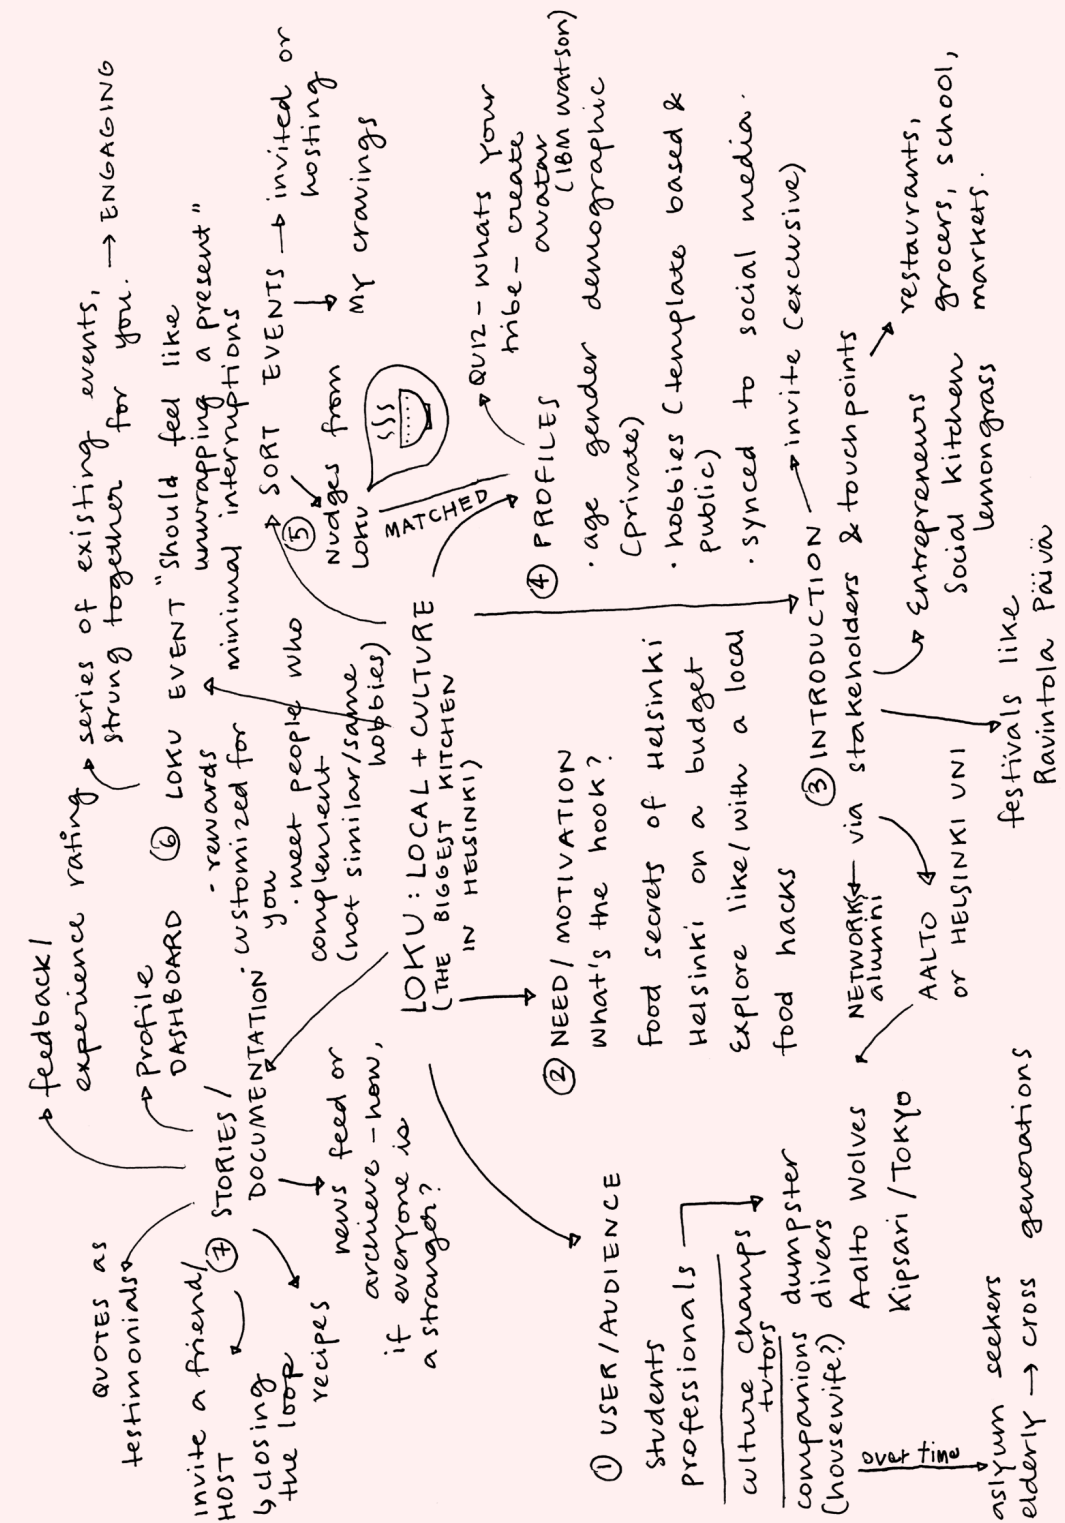 LOKU : LOCAL + CULTURE
(THE BIGGEST KITCHEN
IN HELSINKI)
① USER/AUDIENCE
students
professionals
culture champs
tutors
companions
(housewife?)
dumpster
divers
Aalto Wolves
Kipsari/TOKYO
over time
aslyum seekers
elderly → cross generations
② NEED/MOTIVATION
What's the hook?
food secrets of Helsinki
Helsinki on a budget
Explore like/with a local
food hacks
③ INTRODUCTION → invite (exclusive)
via stakeholders & touchpoints
NETWORKS
alumni
AALTO
or HELSINKI UNI
festivals like
Ravintola Päivä
Entrepreneurs
Social Kitchen
lemongrass
restaurants,
grocers, school,
markets.
④ PROFILES
QUIZ - whats your
tribe - create
avatar
(IBM watson)
· age gender demographic
(private)
· hobbies (template based &
public)
· synced to social media.
MATCHED
⑤ SORT EVENTS → invited or
hosting
My cravings
Nudges from
LOKU
⑥ LOKU EVENT "should feel like
unwrapping a present"
minimal interruptions
· rewards
· customized for
you
· meet people who
complement
(not similar/same
hobbies)
series of existing events,
strung together for you. → ENGAGING
⑦ STORIES/
DOCUMENTATION
feedback/
experience rating
profile
DASHBOARD
QUOTES as
testimonials
invite a friend/
HOST
↳ closing
the loop
recipes
news feed or
archieve - how,
if everyone is
a stranger?